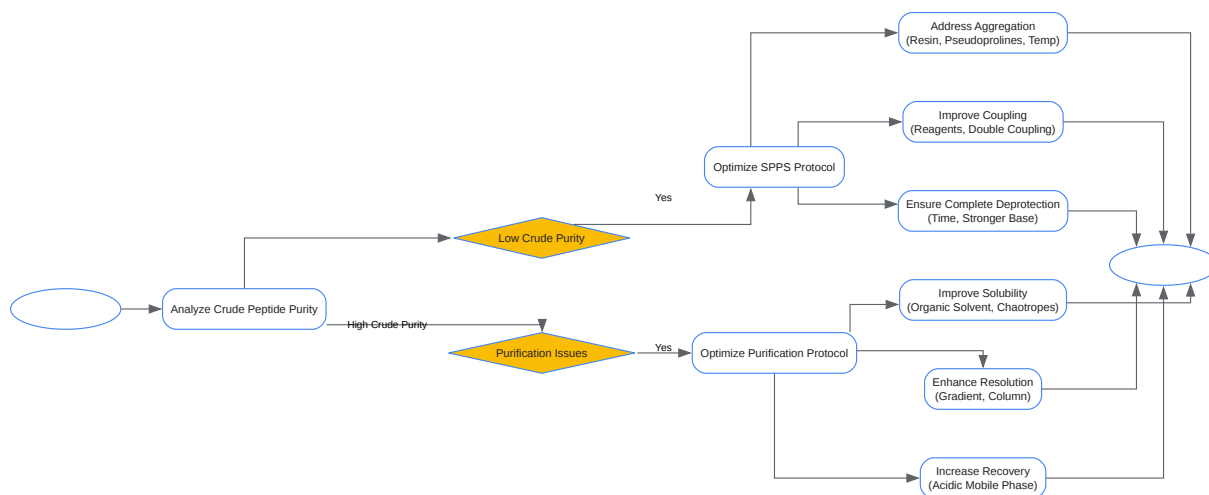 Address Aggregation
(Resin, Pseudoprolines, Temp)
Improve Coupling
(Reagents, Double Coupling)
Optimize SPPS Protocol
Yes
Ensure Complete Deprotection
(Time, Stronger Base)
Low Crude Purity
Analyze Crude Peptide Purity
High Crude Purity
Improve Solubility
(Organic Solvent, Chaotropes)
Purification Issues
Yes
Optimize Purification Protocol
Enhance Resolution
(Gradient, Column)
Increase Recovery
(Acidic Mobile Phase)